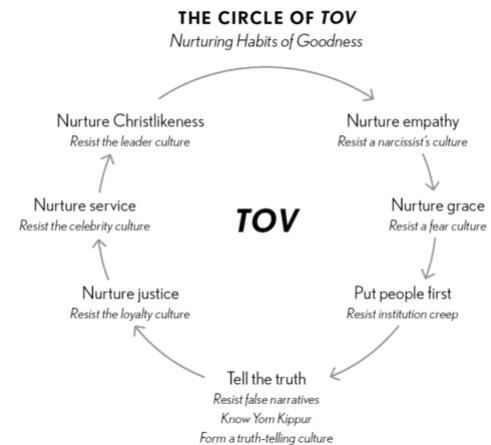 THE CIRCLE OF TOV
Nurturing Habits of Goodness
Nurture Christlikeness
Resist the leader culture
Nurture empathy
Resist a narcissist's culture
Nurture service
Resist the celebrity culture
TOV
Nurture grace
Resist a fear culture
Nurture justice
Resist the loyalty culture
Put people first
Resist institution creep
Tell the truth
Resist false narratives
Know Yom Kippur
Form a truth-telling culture